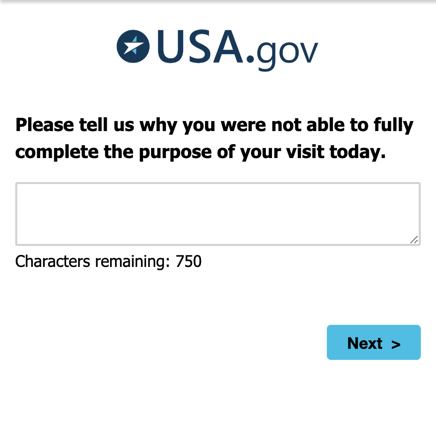 USA.gov
Please tell us why you were not able to fully
complete the purpose of your visit today.
Characters remaining: 750
Next >